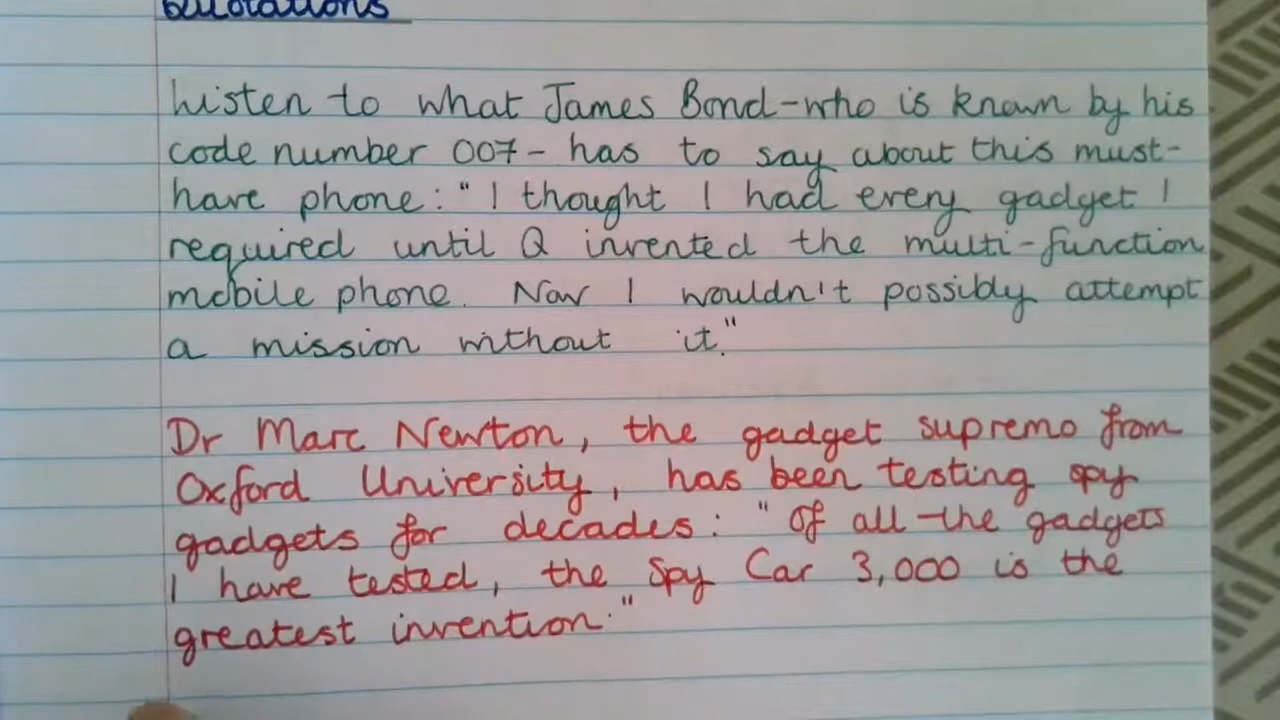 Quotations
Listen to what James Bond-who is known by his
code number 007- has to say about this must-
have phone: "I thought I had every gadget I
required until Q invented the multi-function
mobile phone. Now I wouldn't possibly attempt
a mission without it."
Dr Marc Newton, the gadget supremo from
Oxford University, has been testing spy
gadgets for decades: "Of all the gadgets
I have tested, the Spy Car 3,000 is the
greatest invention."